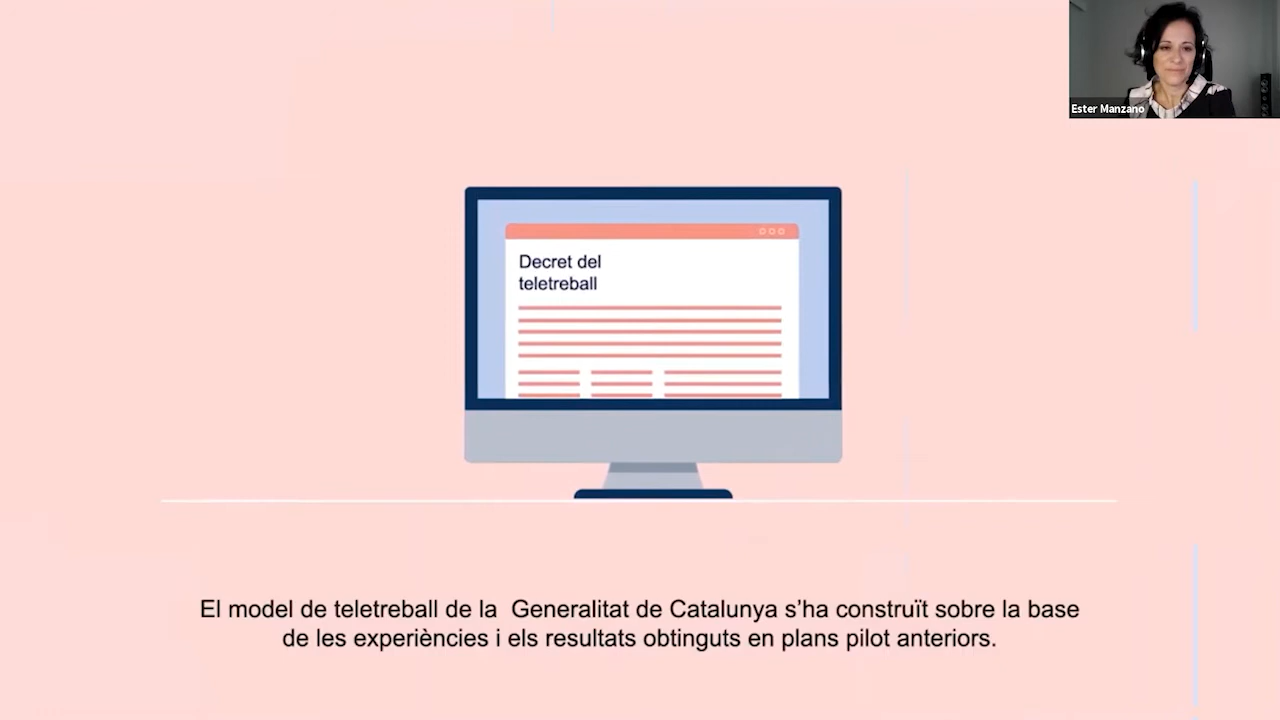 Ester Manzano
Decret del
teletreball
El model de teletreball de la  Generalitat de Catalunya s’ha construït sobre la base
de les experiències i els resultats obtinguts en plans pilot anteriors.